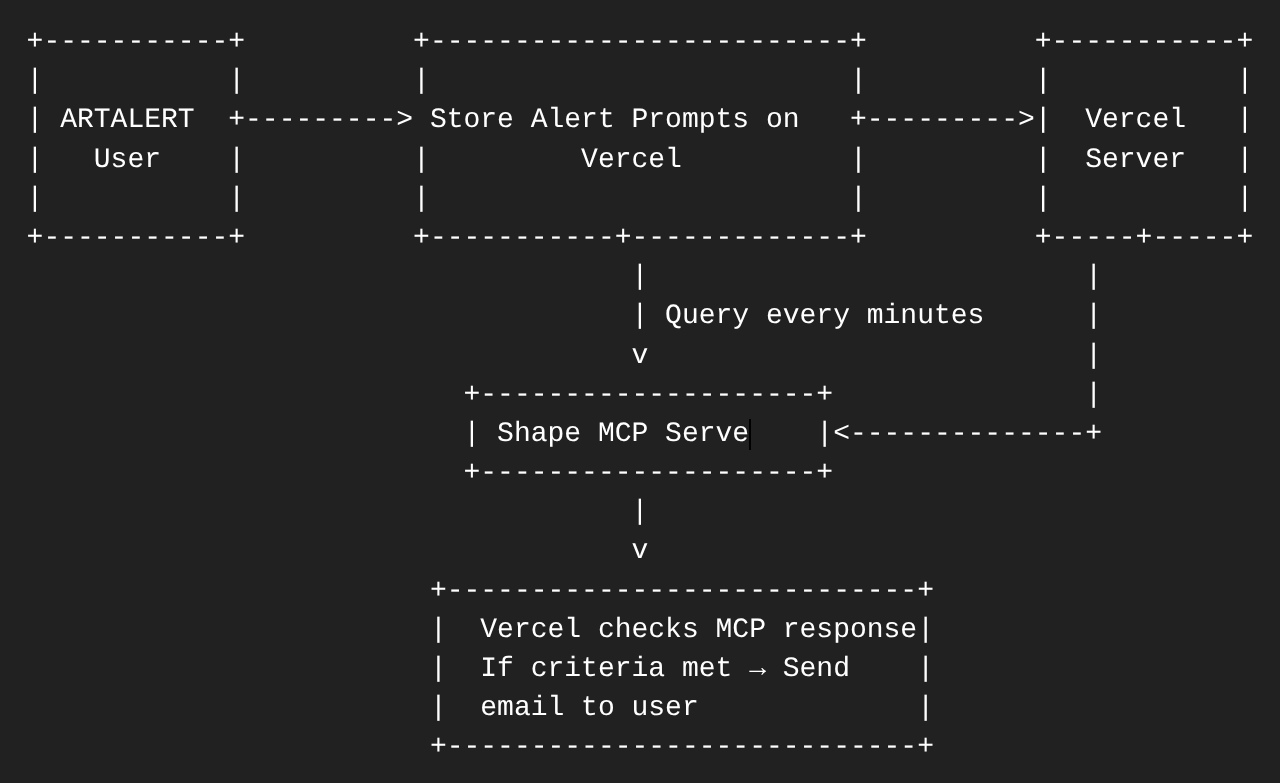 +-----------+          +-------------------------+          +-----------+
|           |          |                         |          |           |
| ARTALERT  +---------> Store Alert Prompts on   +--------->|  Vercel   |
|   User    |          |         Vercel          |          |  Server   |
|           |          |                         |          |           |
+-----------+          +-----------+-------------+          +-----+-----+
                                    |                          |
                                    | Query every minutes      |
                                    v                          |
                          +--------------------+               |
                          | Shape MCP Serve    |<--------------+
                          +--------------------+
                                    |
                                    v
                        +----------------------------+
                        |  Vercel checks MCP response|
                        |  If criteria met → Send    |
                        |  email to user             |
                        +----------------------------+